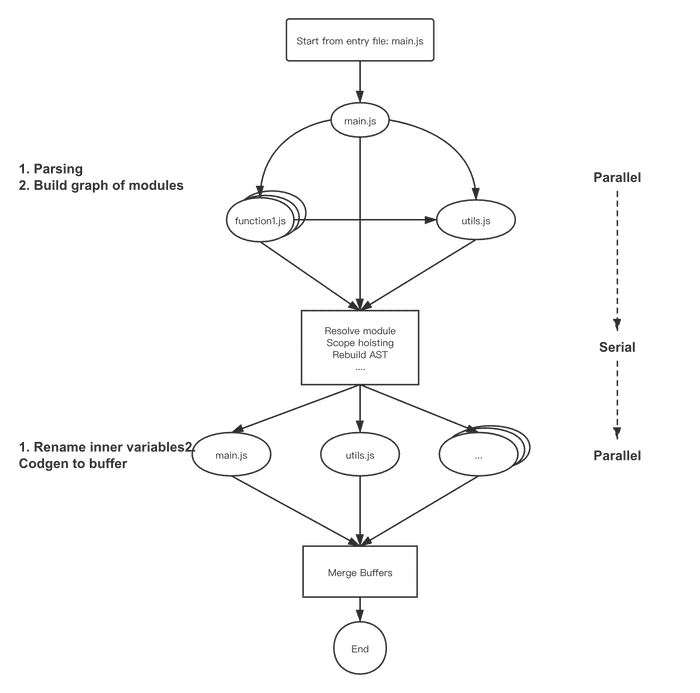 Start from entry file: main.js
main.js
1. Parsing
2. Build graph of modules
Parallel
function1.js
utils.js
Resolve module
Scope hoisting
Rebuild AST
....
Serial
1. Rename inner variables2.
Codgen to buffer
main.js
utils.js
...
Parallel
Merge Buffers
End